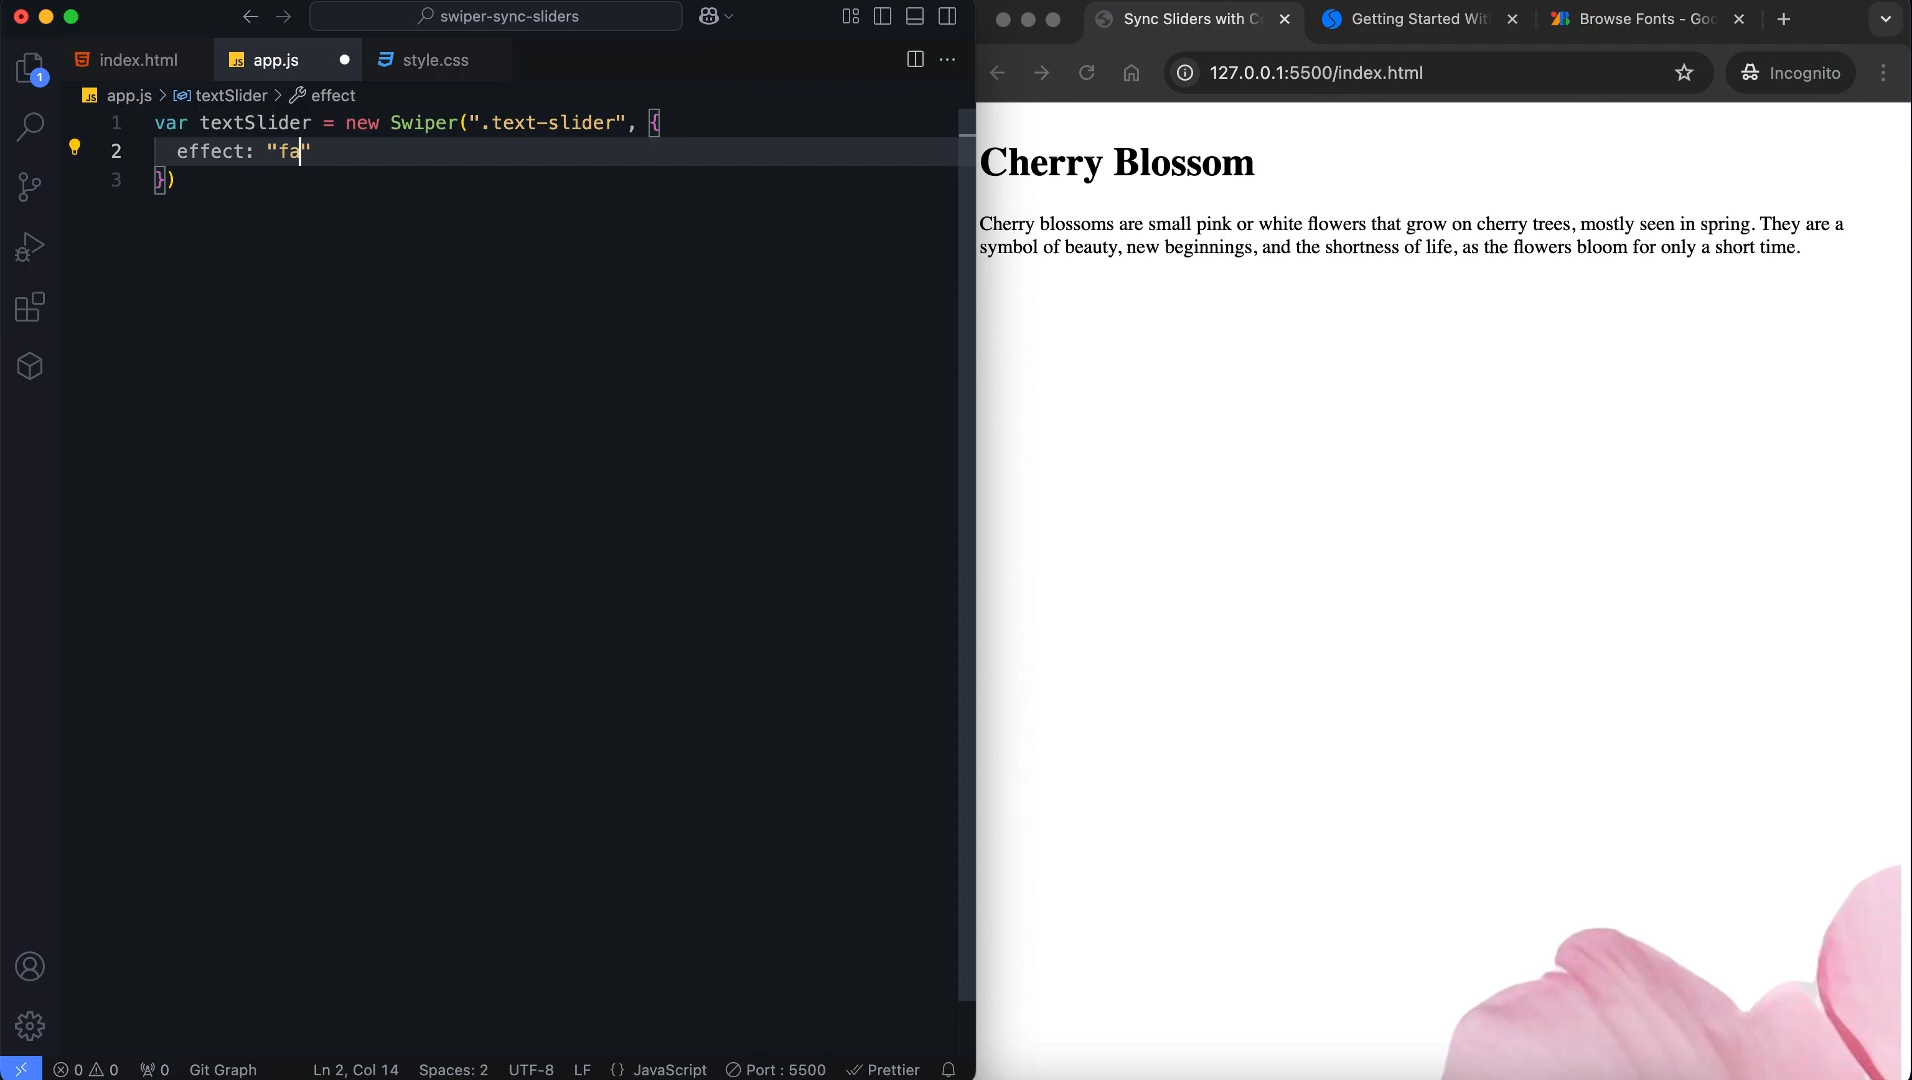 swiper-sync-sliders
index.html
app.js
style.css
1
app.js > textSlider > effect
1 var textSlider = new Swiper(".text-slider", {
2 effect: "fa"
3 })
0 0 0 Git Graph Ln 2, Col 14 Spaces: 2 UTF-8 LF {} JavaScript Port : 5500 Prettier
Sync Sliders with
Getting Started Wit
Browse Fonts - Goo
127.0.0.1:5500/index.html
Incognito
Cherry Blossom
Cherry blossoms are small pink or white flowers that grow on cherry trees, mostly seen in spring. They are a
symbol of beauty, new beginnings, and the shortness of life, as the flowers bloom for only a short time.